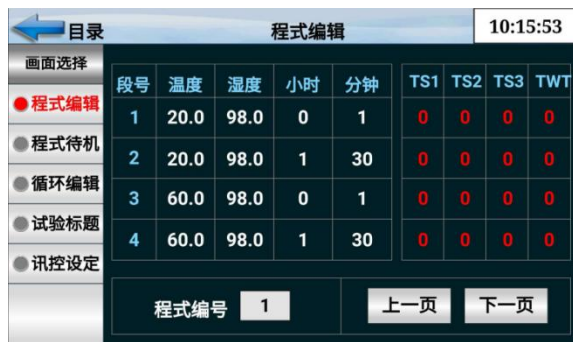 目录 程式编辑 10:15:53
画面选择
程式编辑
程式待机
循环编辑
试验标题
讯控设定
段号 温度 湿度 小时 分钟 TS1 TS2 TS3 TWT
1 20.0 98.0 0 1 0 0 0 0
2 20.0 98.0 1 30 0 0 0 0
3 60.0 98.0 0 1 0 0 0 0
4 60.0 98.0 1 30 0 0 0 0
程式编号 1 上一页 下一页